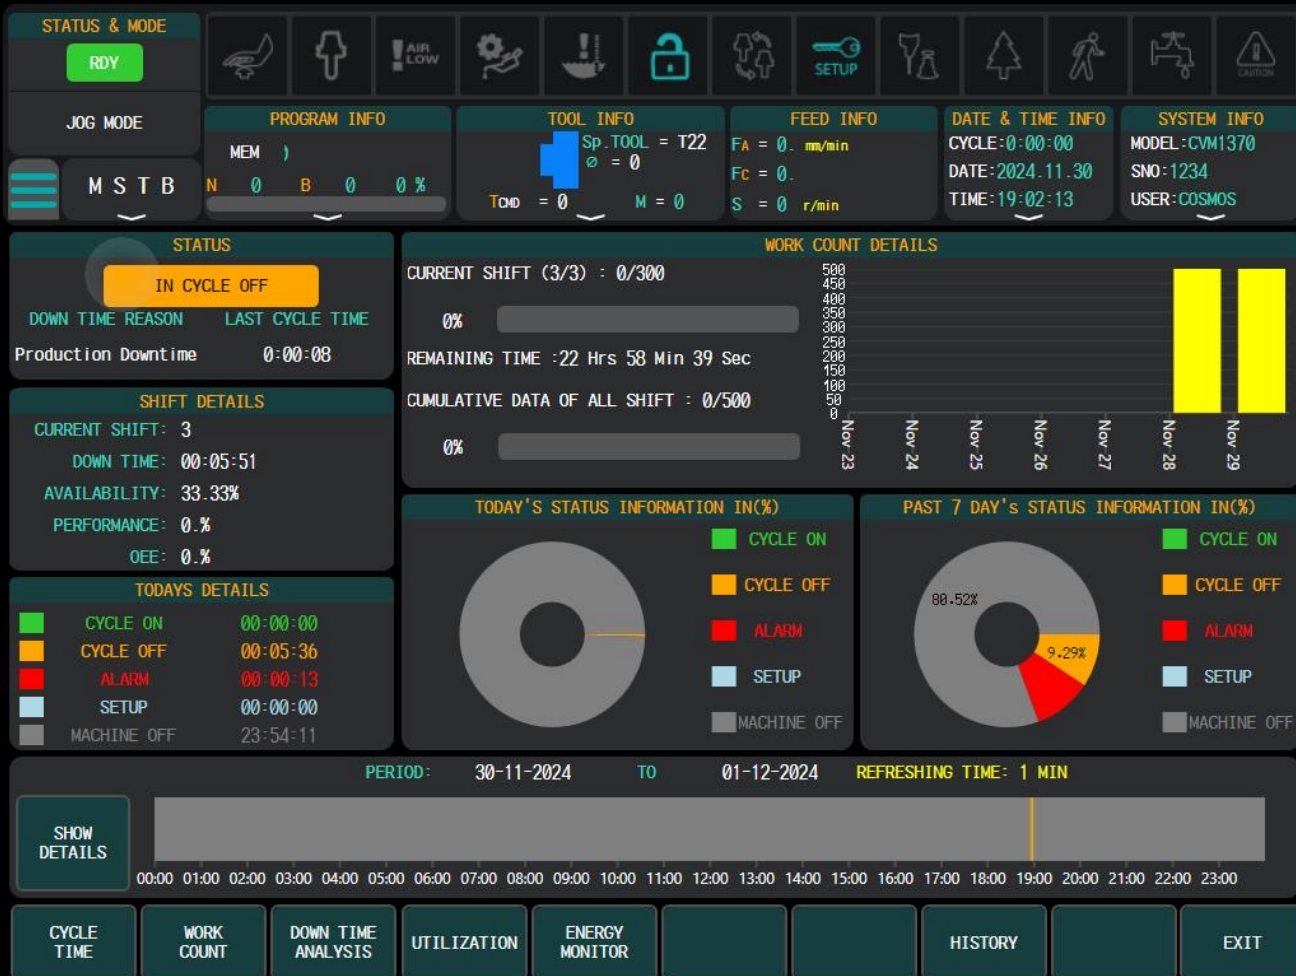 STATUS & MODE
RDY
JOG MODE
M S T B
AIR
LOW
SETUP
CAUTION
PROGRAM INFO
MEM )
N 0 B 0 0 %
TOOL INFO
Sp.TOOL = T22
Ø = 0
TCMD = 0 M = 0
FEED INFO
FA = 0. mm/min
FC = 0.
S = 0 r/min
DATE & TIME INFO
CYCLE:0:00:00
DATE:2024.11.30
TIME:19:02:13
SYSTEM INFO
MODEL:CVM1370
SNO:1234
USER:COSMOS
STATUS
IN CYCLE OFF
DOWN TIME REASON LAST CYCLE TIME
Production Downtime 0:00:08
SHIFT DETAILS
CURRENT SHIFT: 3
DOWN TIME: 00:05:51
AVAILABILITY: 33.33%
PERFORMANCE: 0.%
OEE: 0.%
TODAYS DETAILS
CYCLE ON 00:00:00
CYCLE OFF 00:05:36
ALARM 00:00:13
SETUP 00:00:00
MACHINE OFF 23:54:11
WORK COUNT DETAILS
CURRENT SHIFT (3/3) : 0/300
0%
REMAINING TIME :22 Hrs 58 Min 39 Sec
CUMULATIVE DATA OF ALL SHIFT : 0/500
0%
500
450
400
350
300
250
200
150
100
50
0
Nov-23 Nov-24 Nov-25 Nov-26 Nov-27 Nov-28 Nov-29
TODAY'S STATUS INFORMATION IN(%)
CYCLE ON
CYCLE OFF
ALARM
SETUP
MACHINE OFF
PAST 7 DAY's STATUS INFORMATION IN(%)
80.52%
9.29%
CYCLE ON
CYCLE OFF
ALARM
SETUP
MACHINE OFF
PERIOD: 30-11-2024 TO 01-12-2024 REFRESHING TIME: 1 MIN
SHOW
DETAILS
00:00 01:00 02:00 03:00 04:00 05:00 06:00 07:00 08:00 09:00 10:00 11:00 12:00 13:00 14:00 15:00 16:00 17:00 18:00 19:00 20:00 21:00 22:00 23:00
CYCLE
TIME
WORK
COUNT
DOWN TIME
ANALYSIS
UTILIZATION
ENERGY
MONITOR
HISTORY
EXIT